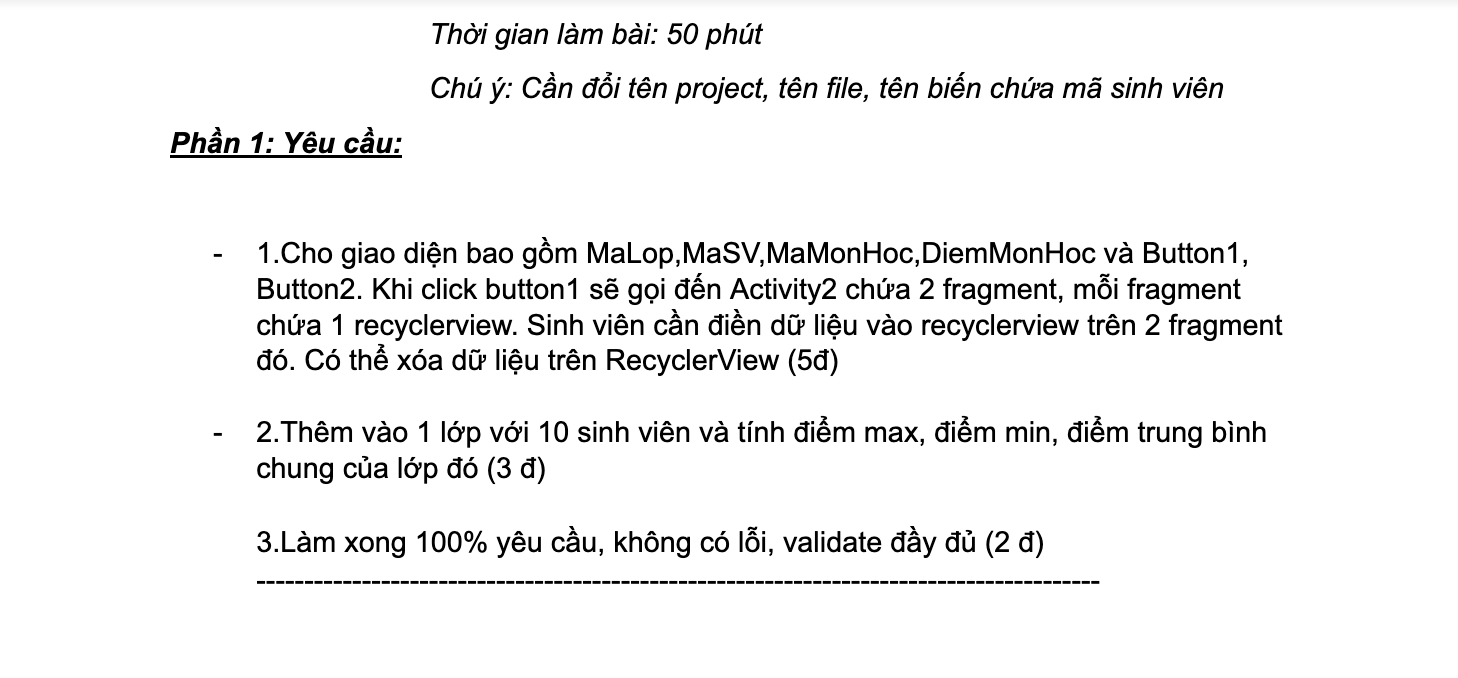 Thời gian làm bài: 50 phút
Chú ý: Cần đổi tên project, tên file, tên biến chứa mã sinh viên
Phần 1: Yêu cầu:
- 1.Cho giao diện bao gồm MaLop,MaSV,MaMonHoc,DiemMonHoc và Button1,
Button2. Khi click button1 sẽ gọi đến Activity2 chứa 2 fragment, mỗi fragment
chứa 1 recyclerview. Sinh viên cần điền dữ liệu vào recyclerview trên 2 fragment
đó. Có thể xóa dữ liệu trên RecyclerView (5đ)
- 2.Thêm vào 1 lớp với 10 sinh viên và tính điểm max, điểm min, điểm trung bình
chung của lớp đó (3 đ)
3.Làm xong 100% yêu cầu, không có lỗi, validate đầy đủ (2 đ)
------------------------------------------------------------------------------------------